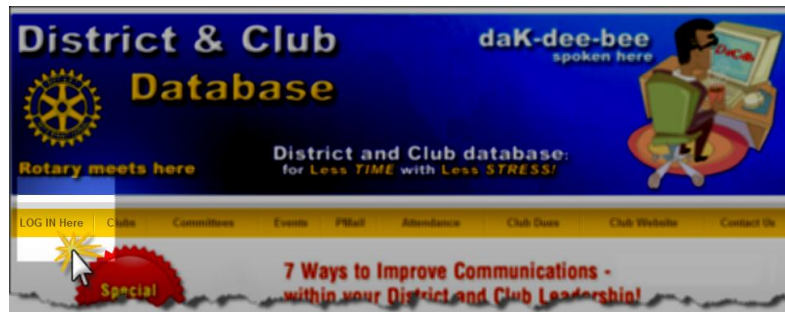 District & Club
Database
daK-dee-bee
spoken here
DaCdb
Rotary meets here
District and Club database:
for Less TIME with Less STRESS!
LOG IN Here Clubs Committees Events PMail Attendance Club Dues Club Website Contact Us
Special
7 Ways to Improve Communications -
within your District and Club Leadership!